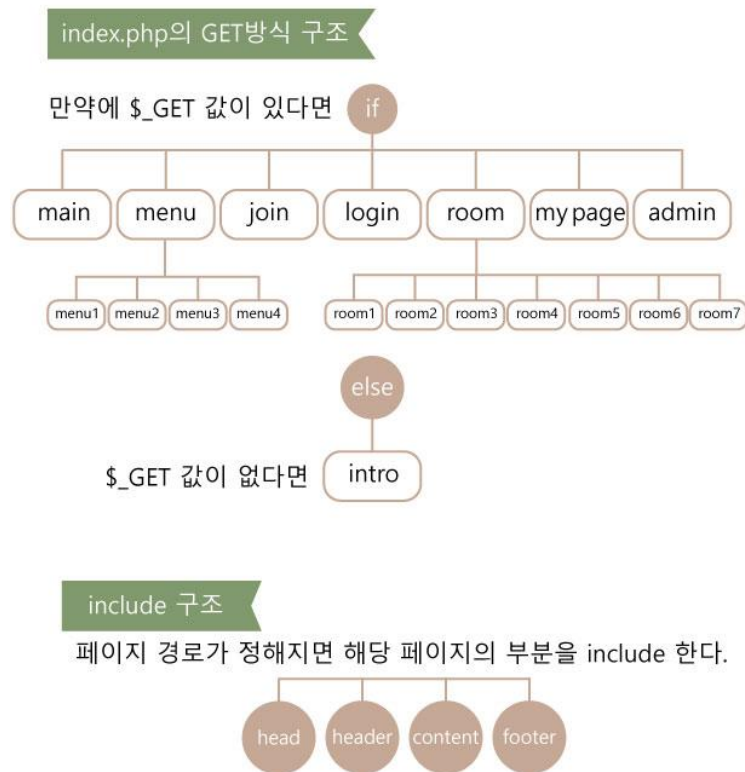 index.php의 GET방식 구조
만약에 $_GET 값이 있다면 if
main menu join login room my page admin
menu1 menu2 menu3 menu4 room1 room2 room3 room4 room5 room6 room7
else
$_GET 값이 없다면 intro
include 구조
페이지 경로가 정해지면 해당 페이지의 부분을 include 한다.
head header content footer